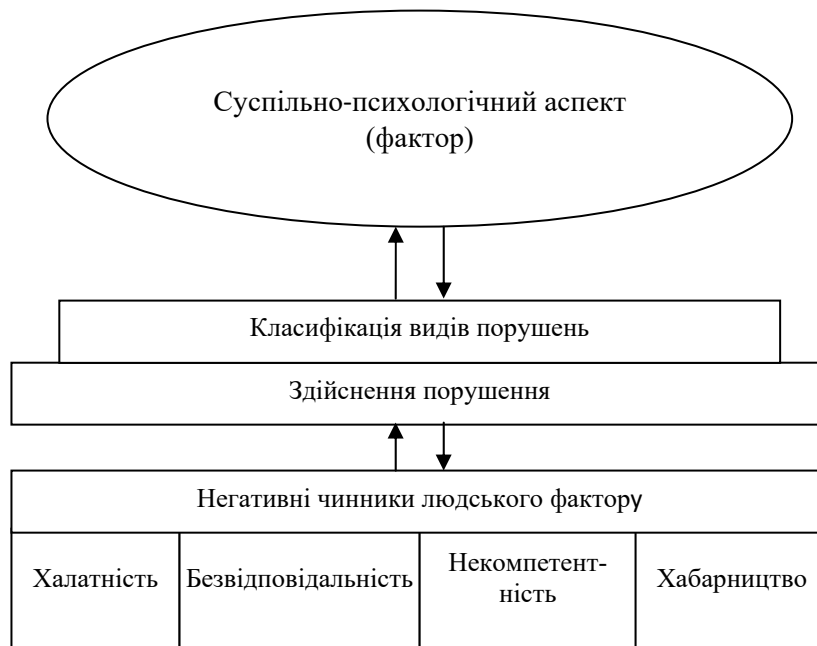 Суспільно-психологічний аспект
(фактор)
Класифікація видів порушень
Здійснення порушення
Негативні чинники людського фактору
Халатність
Безвідповідальність
Некомпетент-
ність
Хабарництво